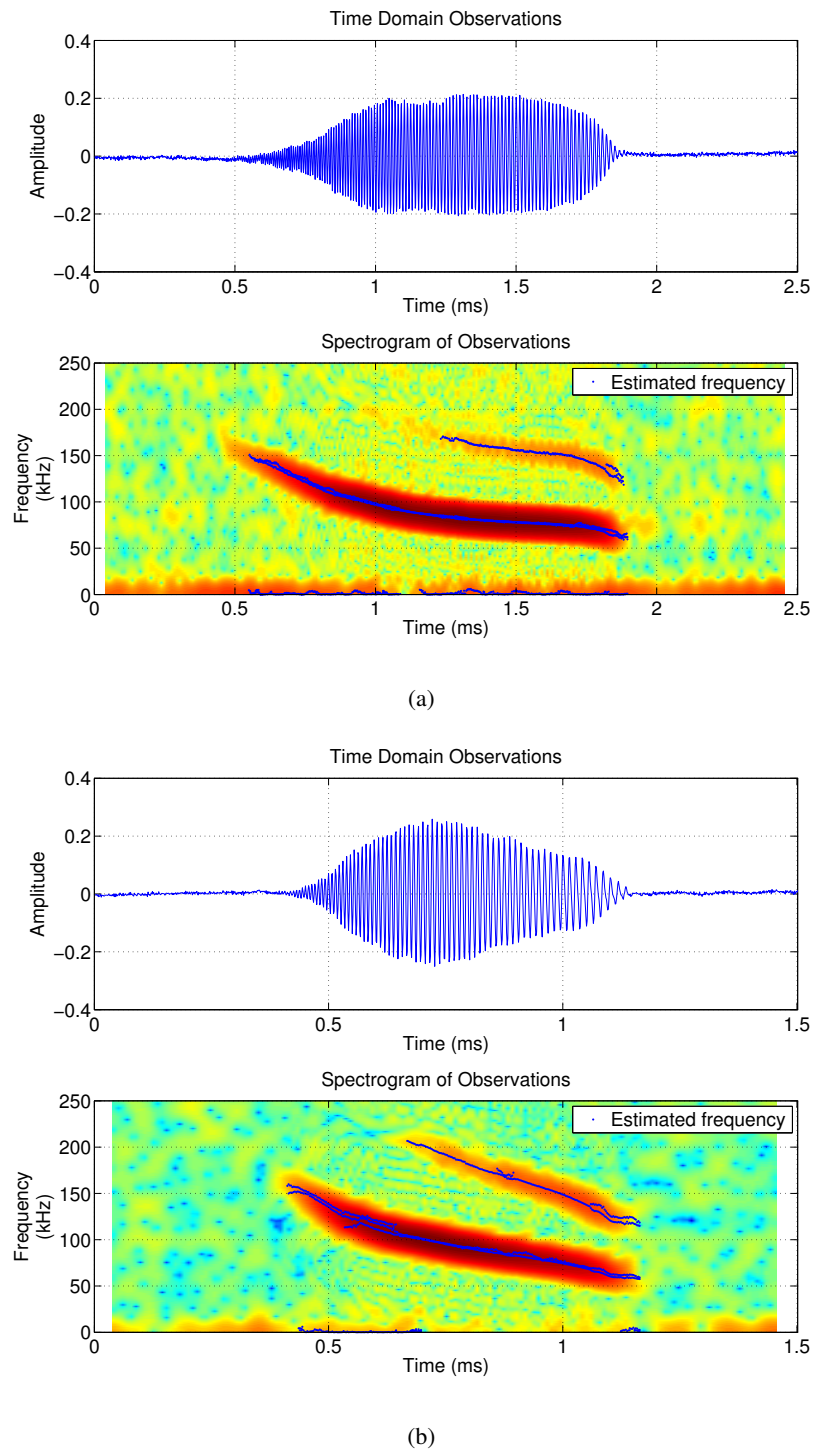 Time Domain Observations
0.4
0.2
0
−0.2
−0.4
Amplitude
0 0.5 1 1.5 2 2.5
Time (ms)
Spectrogram of Observations
250
200
150
100
50
0
Frequency
(kHz)
Estimated frequency
0 0.5 1 1.5 2 2.5
Time (ms)
(a)
Time Domain Observations
0.4
0.2
0
−0.2
−0.4
Amplitude
0 0.5 1 1.5
Time (ms)
Spectrogram of Observations
250
200
150
100
50
0
Frequency
(kHz)
Estimated frequency
0 0.5 1 1.5
Time (ms)
(b)